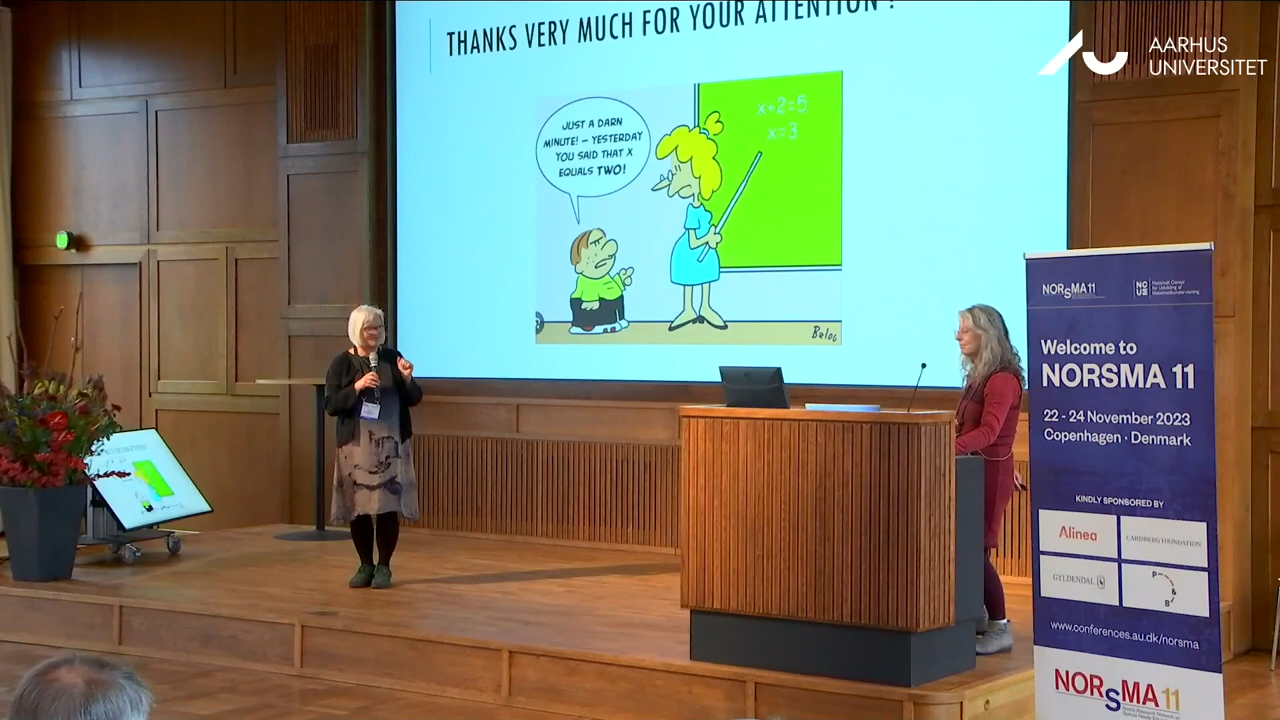 THANKS VERY MUCH FOR YOUR ATTENTION !
JUST A DARN
MINUTE! – YESTERDAY
YOU SAID THAT X
EQUALS TWO!
x+2=5
x=3
Beloo
AARHUS
UNIVERSITET
NORSMA11
NCUM
Nationalt Center
for Udvikling af
Matematikundervisning
Welcome to
NORSMA 11
22 - 24 November 2023
Copenhagen · Denmark
KINDLY SPONSORED BY
Alinea
CARLSBERG FOUNDATION
GYLDENDAL
P
&
B
www.conferences.au.dk/norsma
NORSMA11